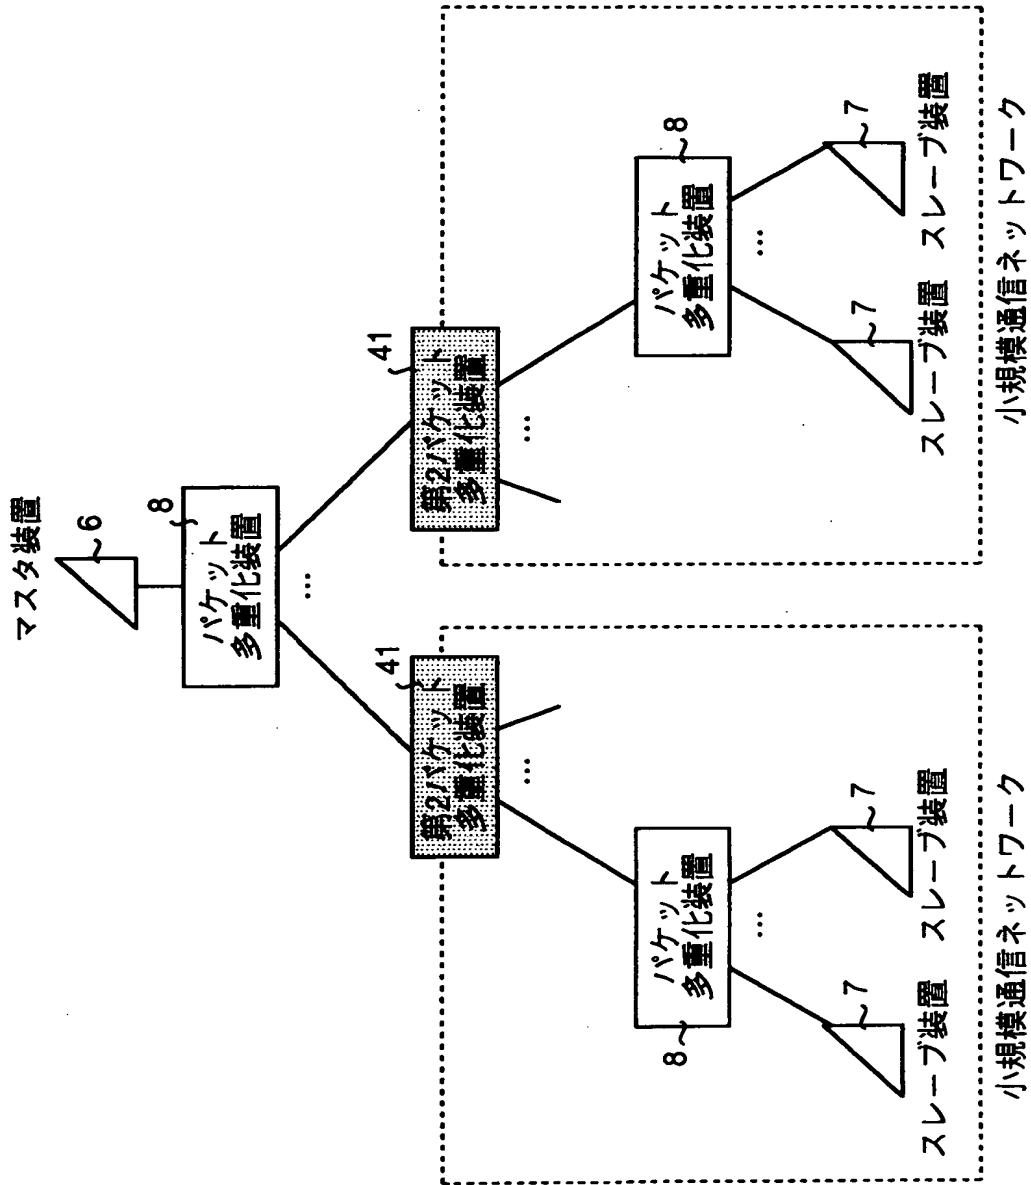 マスタ装置
6
8
パケット
多重化装置
…
41
第2パケット
多重化装置
…
41
第2パケット
多重化装置
…
8
パケット
多重化装置
…
8
パケット
多重化装置
…
7
スレーブ装置
7
スレーブ装置
7
スレーブ装置
7
スレーブ装置
小規模通信ネットワーク
小規模通信ネットワーク